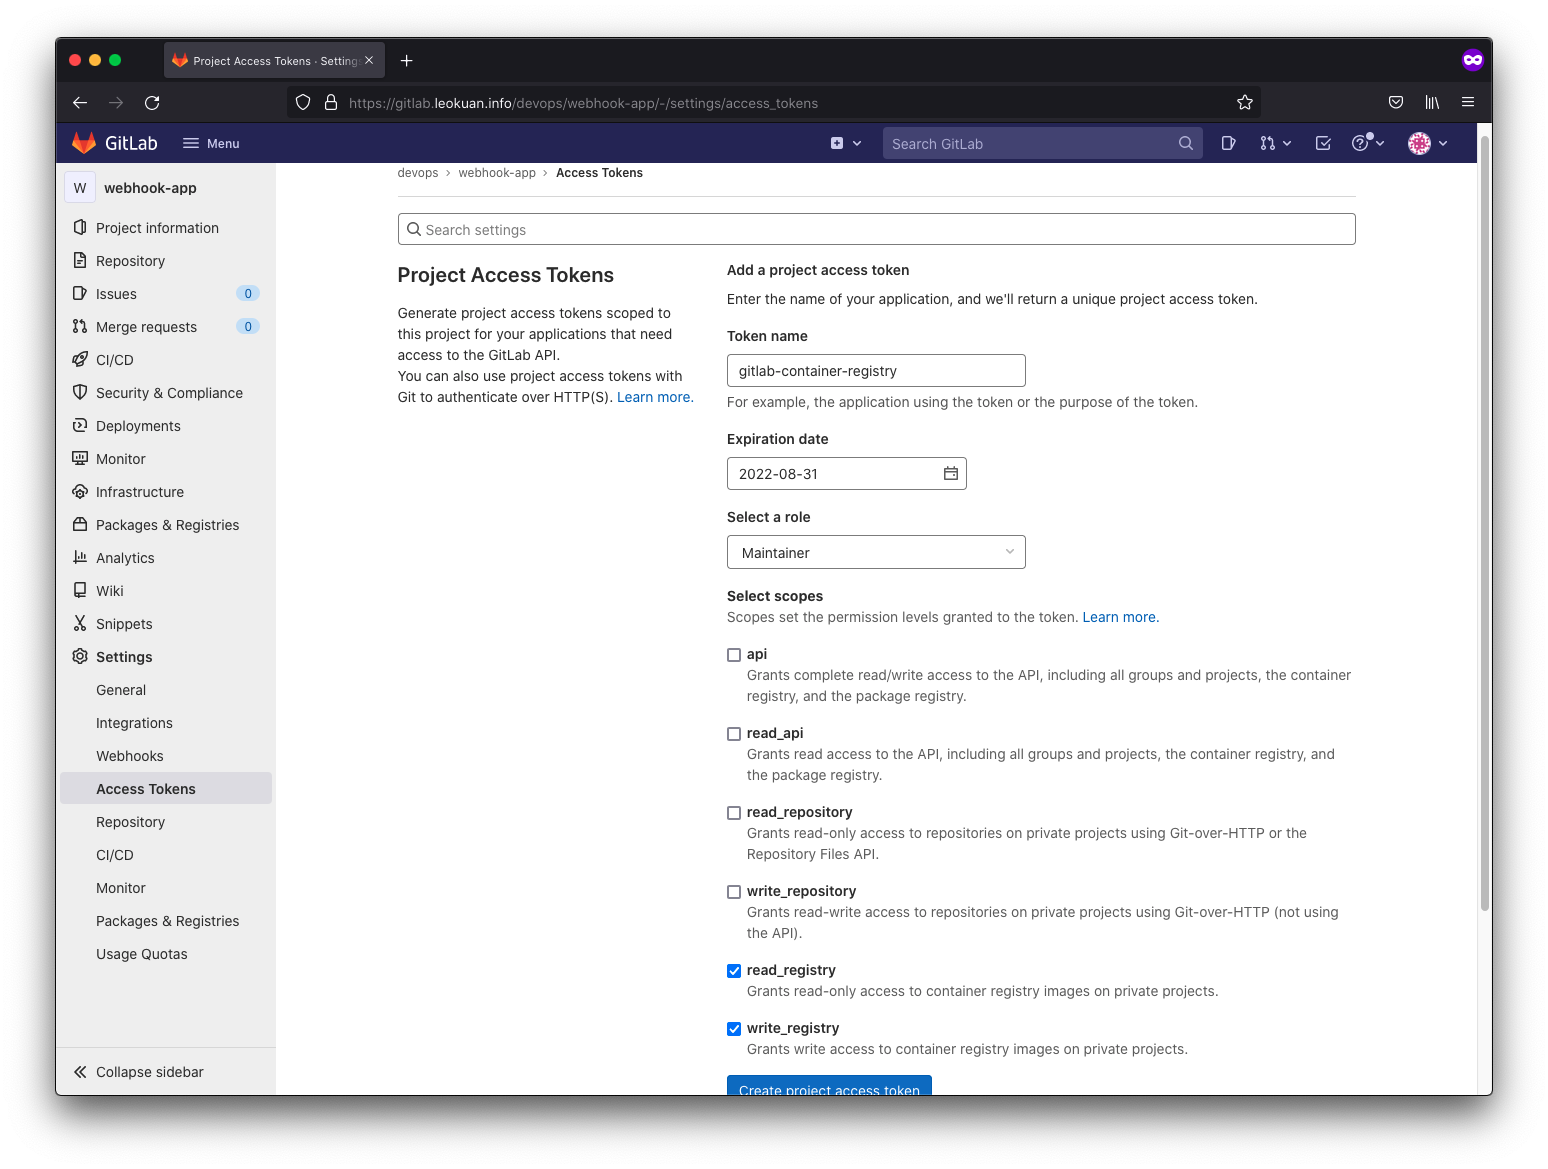 Project Access Tokens · Settings
https://gitlab.leokuan.info/devops/webhook-app/-/settings/access_tokens
GitLab
Menu
Search GitLab
W
webhook-app
Project information
Repository
Issues
0
Merge requests
0
CI/CD
Security & Compliance
Deployments
Monitor
Infrastructure
Packages & Registries
Analytics
Wiki
Snippets
Settings
General
Integrations
Webhooks
Access Tokens
Repository
CI/CD
Monitor
Packages & Registries
Usage Quotas
Collapse sidebar
devops › webhook-app › Access Tokens
Search settings
Project Access Tokens
Generate project access tokens scoped to
this project for your applications that need
access to the GitLab API.
You can also use project access tokens with
Git to authenticate over HTTP(S). Learn more.
Add a project access token
Enter the name of your application, and we'll return a unique project access token.
Token name
gitlab-container-registry
For example, the application using the token or the purpose of the token.
Expiration date
2022-08-31
Select a role
Maintainer
Select scopes
Scopes set the permission levels granted to the token. Learn more.
api
Grants complete read/write access to the API, including all groups and projects, the container
registry, and the package registry.
read_api
Grants read access to the API, including all groups and projects, the container registry, and
the package registry.
read_repository
Grants read-only access to repositories on private projects using Git-over-HTTP or the
Repository Files API.
write_repository
Grants read-write access to repositories on private projects using Git-over-HTTP (not using
the API).
read_registry
Grants read-only access to container registry images on private projects.
write_registry
Grants write access to container registry images on private projects.
Create project access token